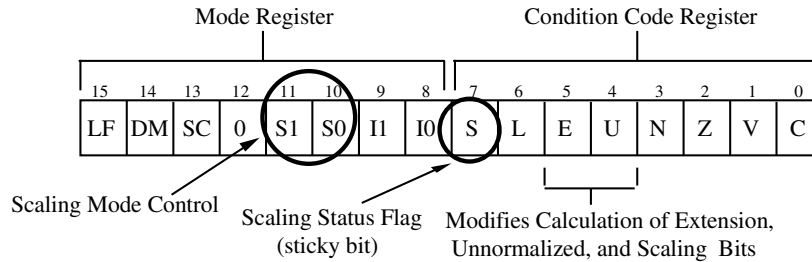 Mode Register Condition Code Register
15 14 13 12 11 10 9 8 7 6 5 4 3 2 1 0
LF DM SC 0 S1 S0 I1 I0 S L E U N Z V C
Scaling Mode Control
Scaling Status Flag
(sticky bit)
Modifies Calculation of Extension,
Unnormalized, and Scaling Bits